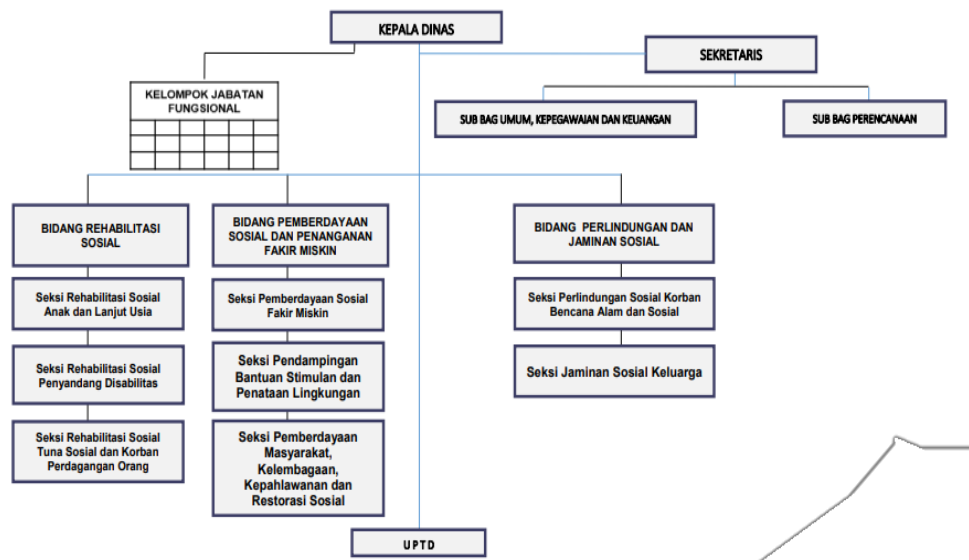 KEPALA DINAS
SEKRETARIS
KELOMPOK JABATAN
FUNGSIONAL
SUB BAG UMUM, KEPEGAWAIAN DAN KEUANGAN
SUB BAG PERENCANAAN
BIDANG REHABILITASI
SOSIAL
Seksi Rehabilitasi Sosial
Anak dan Lanjut Usia
Seksi Rehabilitasi Sosial
Penyandang Disabilitas
Seksi Rehabilitasi Sosial
Tuna Sosial dan Korban
Perdagangan Orang
BIDANG PEMBERDAYAAN
SOSIAL DAN PENANGANAN
FAKIR MISKIN
Seksi Pemberdayaan Sosial
Fakir Miskin
Seksi Pendampingan
Bantuan Stimulan dan
Penataan Lingkungan
Seksi Pemberdayaan
Masyarakat,
Kelembagaan,
Kepahlawanan dan
Restorasi Sosial
BIDANG PERLINDUNGAN DAN
JAMINAN SOSIAL
Seksi Perlindungan Sosial Korban
Bencana Alam dan Sosial
Seksi Jaminan Sosial Keluarga
UPTD